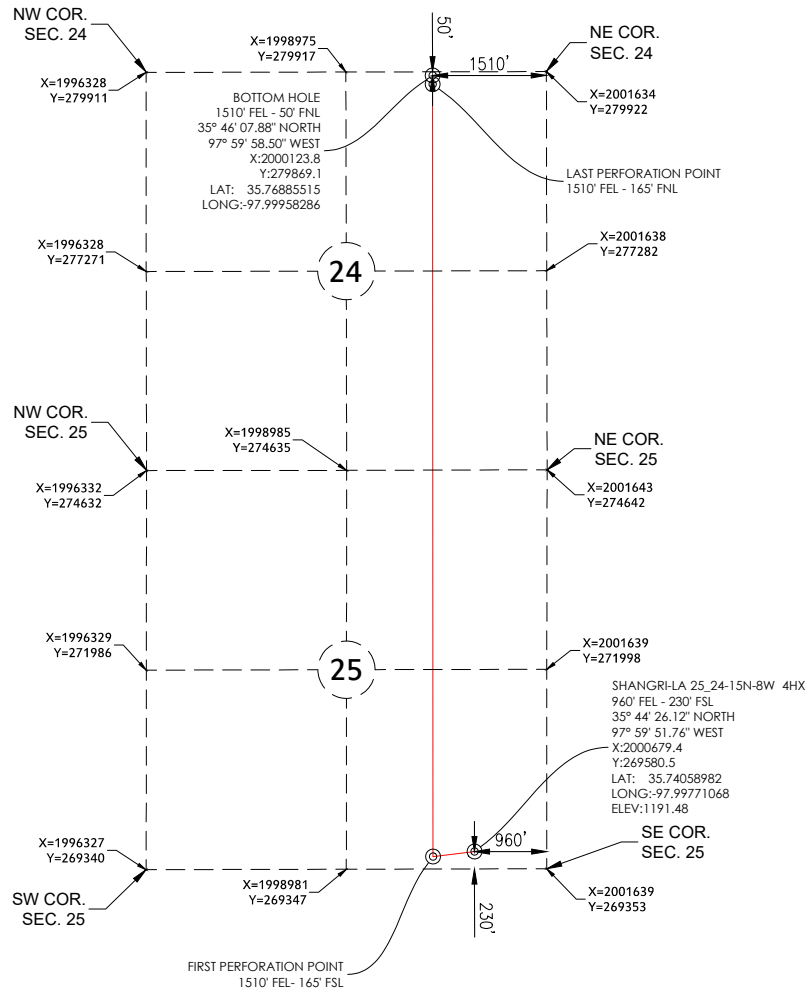 NW COR.
SEC. 24
X=1998975
Y=279917
50'
1510'
NE COR.
SEC. 24
X=1996328
Y=279911
X=2001634
Y=279922
BOTTOM HOLE
1510' FEL - 50' FNL
35° 46' 07.88" NORTH
97° 59' 58.50" WEST
X:2000123.8
Y:279869.1
LAT: 35.76885515
LONG:-97.99958286
LAST PERFORATION POINT
1510' FEL - 165' FNL
X=1996328
Y=277271
24
X=2001638
Y=277282
NW COR.
SEC. 25
X=1998985
Y=274635
NE COR.
SEC. 25
X=1996332
Y=274632
X=2001643
Y=274642
X=1996329
Y=271986
25
X=2001639
Y=271998
SHANGRI-LA 25_24-15N-8W 4HX
960' FEL - 230' FSL
35° 44' 26.12" NORTH
97° 59' 51.76" WEST
X:2000679.4
Y:269580.5
LAT: 35.74058982
LONG:-97.99771068
ELEV:1191.48
960'
SE COR.
SEC. 25
X=1996327
Y=269340
SW COR.
SEC. 25
X=1998981
Y=269347
230'
X=2001639
Y=269353
FIRST PERFORATION POINT
1510' FEL- 165' FSL